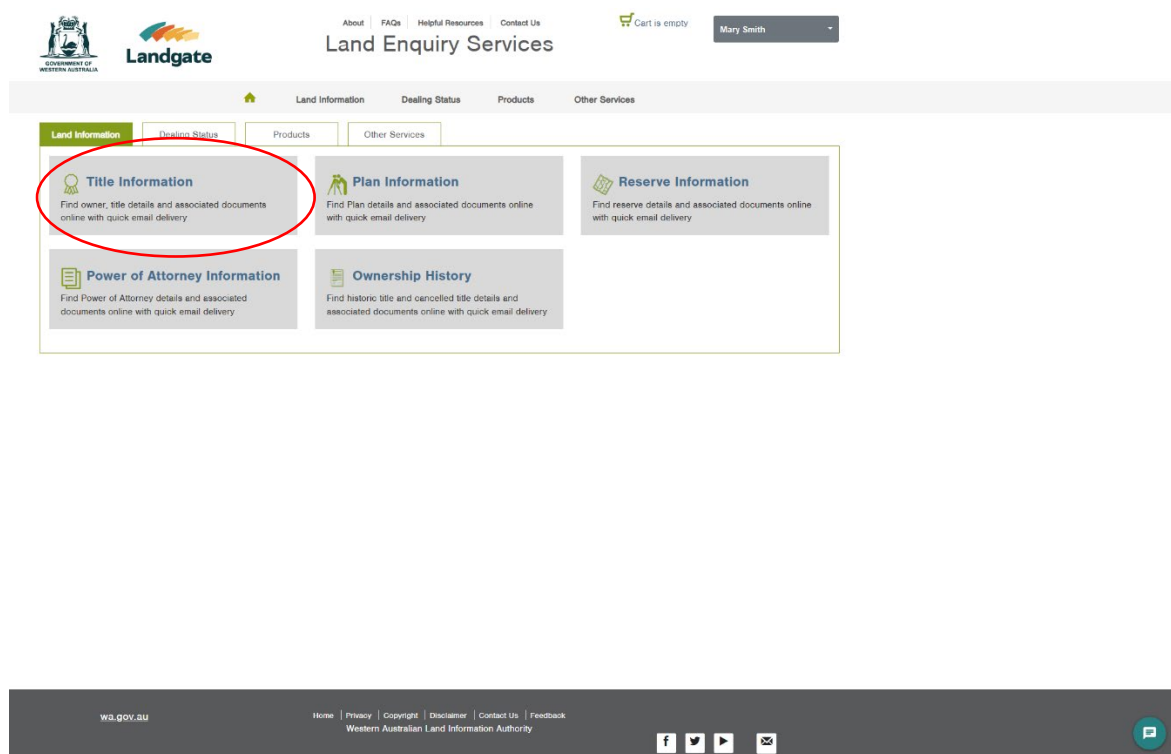 GOVERNMENT OF
WESTERN AUSTRALIA
Landgate
About FAQs Helpful Resources Contact Us
Land Enquiry Services
Cart is empty
Mary Smith
Land Information Dealing Status Products Other Services
Land Information Dealing Status Products Other Services
Title Information
Find owner, title details and associated documents
online with quick email delivery
Plan Information
Find Plan details and associated documents online
with quick email delivery
Reserve Information
Find reserve details and associated documents online
with quick email delivery
Power of Attorney Information
Find Power of Attorney details and associated
documents online with quick email delivery
Ownership History
Find historic title and cancelled title details and
associated documents online with quick email delivery
wa.gov.au
Home | Privacy | Copyright | Disclaimer | Contact Us | Feedback
Western Australian Land Information Authority